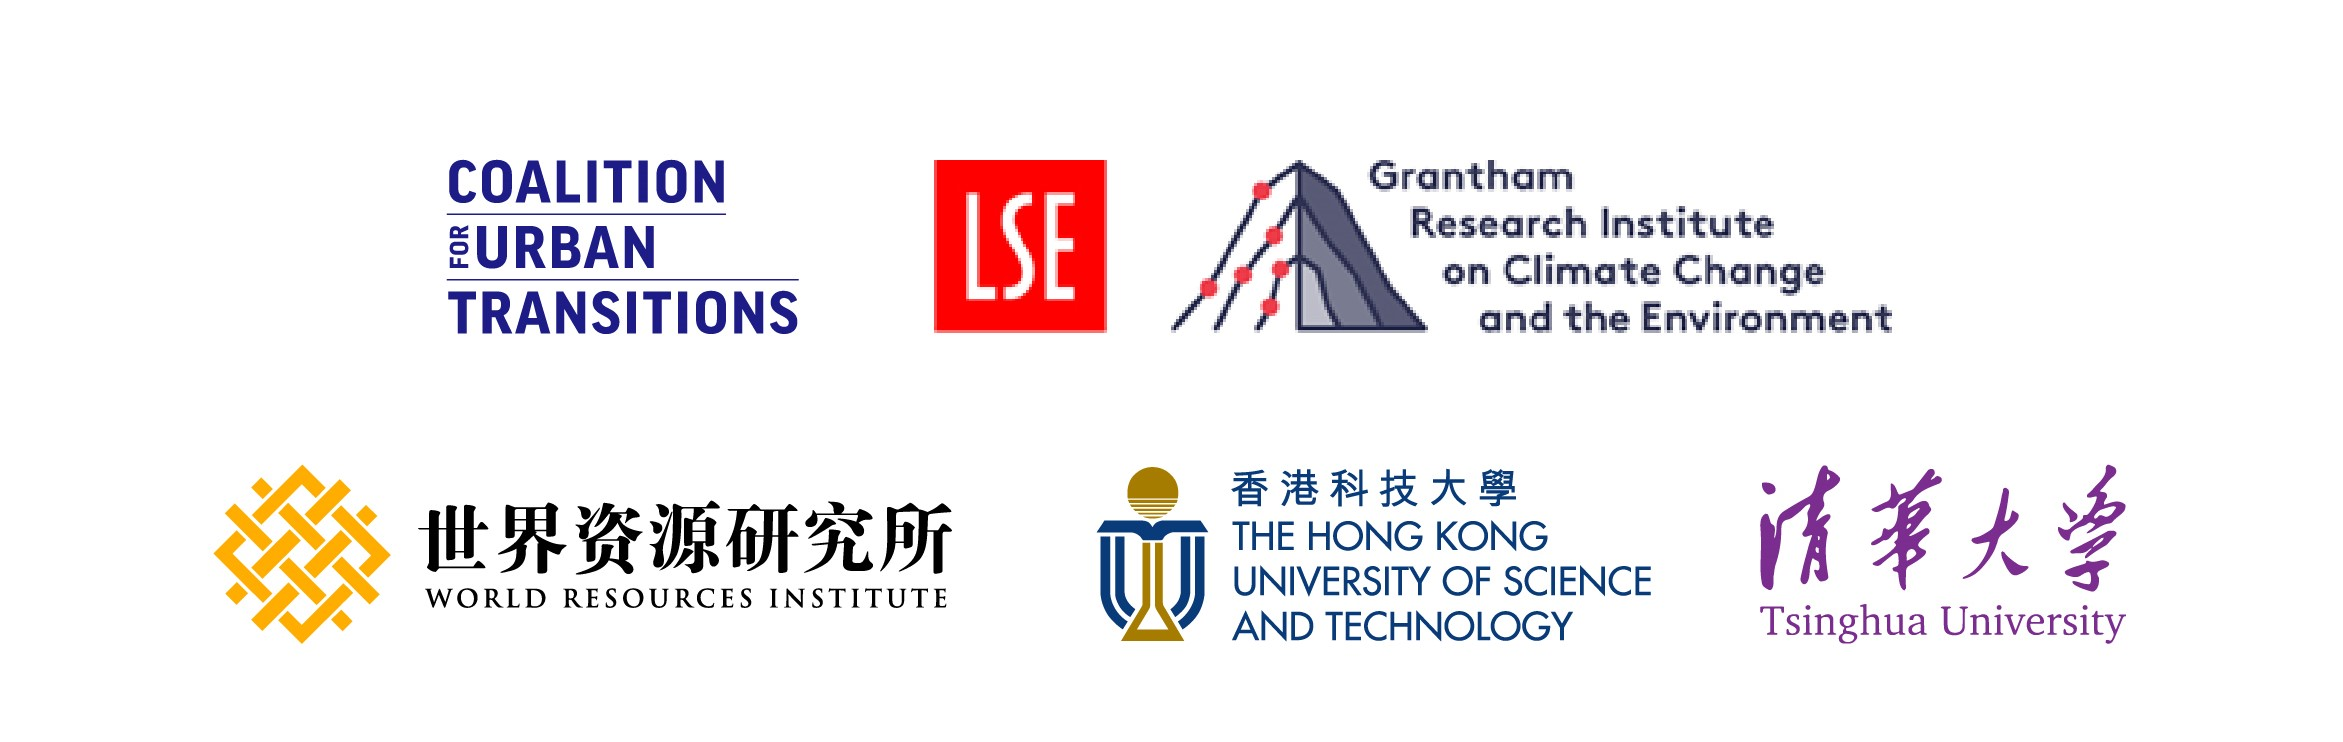 COALITION
FOR URBAN
TRANSITIONS
LSE
Grantham
Research Institute
on Climate Change
and the Environment
世界资源研究所
WORLD RESOURCES INSTITUTE
香港科技大學
THE HONG KONG
UNIVERSITY OF SCIENCE
AND TECHNOLOGY
清華大学
Tsinghua University